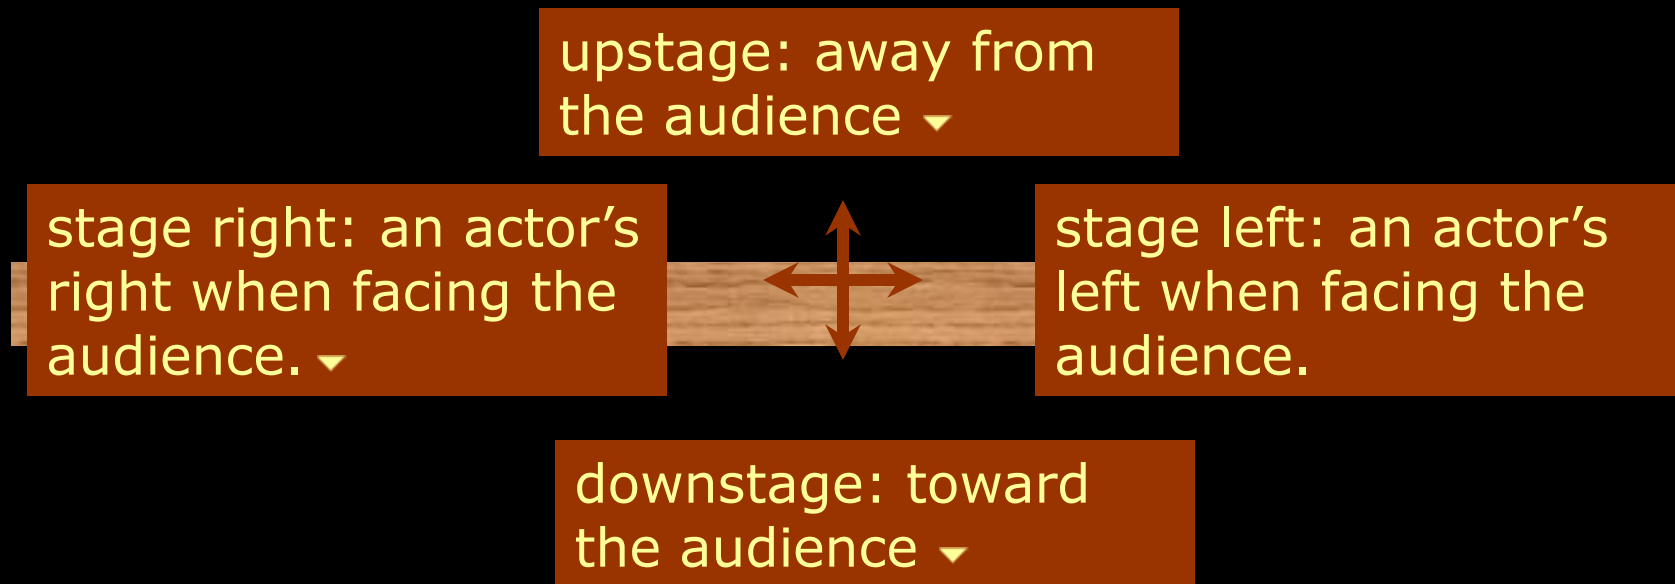 upstage: away from
the audience
stage right: an actor’s
right when facing the
audience.
stage left: an actor’s
left when facing the
audience.
downstage: toward
the audience